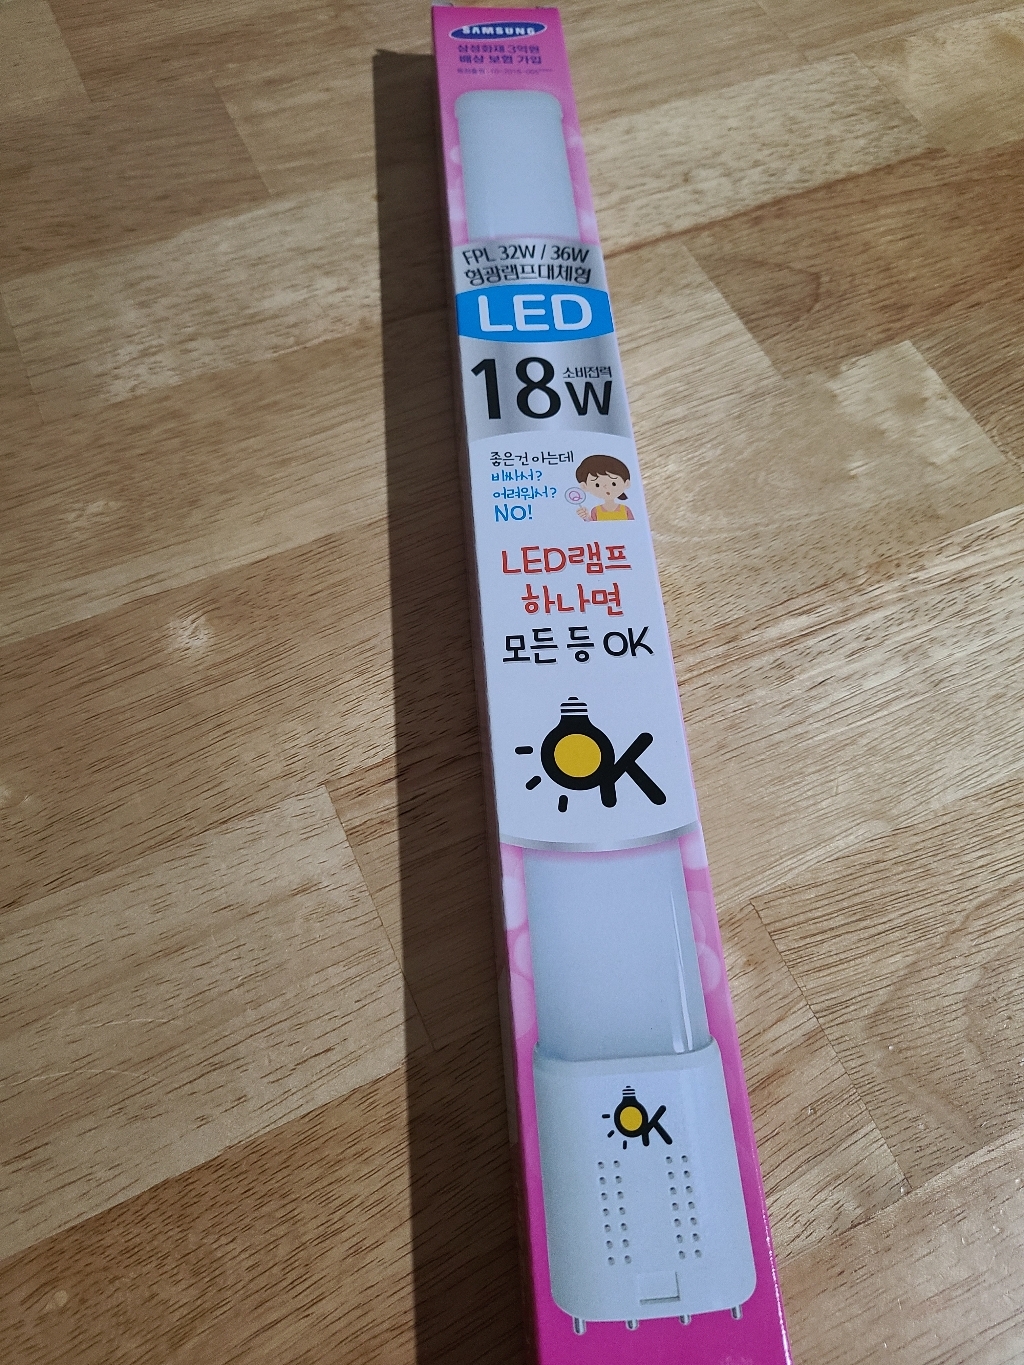 SAMSUNG
삼성화재 3억원
배상 보험 가입
FPL 32W / 36W
형광램프대체형
LED
18W
소비전력
좋은건 아는데
비싸서?
어려워서?
NO!
LED램프
하나면
모든 등 OK
OK
OK